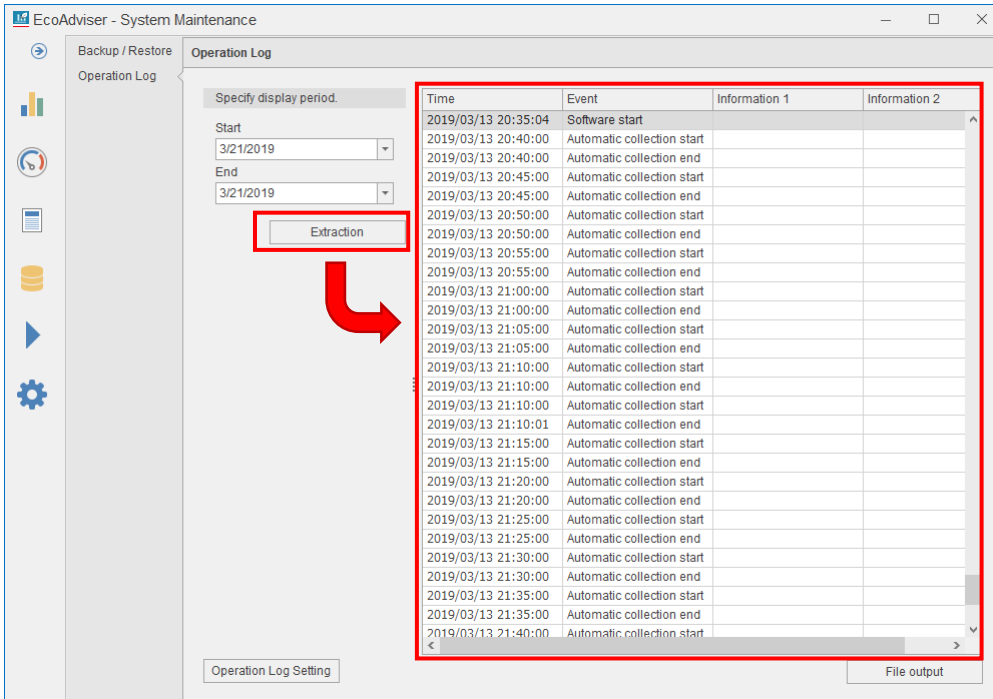 EcoAdviser - System Maintenance
Backup / Restore
Operation Log
Operation Log
Specify display period.
Start
3/21/2019
End
3/21/2019
Extraction
Time Event Information 1 Information 2
2019/03/13 20:35:04 Software start
2019/03/13 20:40:00 Automatic collection start
2019/03/13 20:40:00 Automatic collection end
2019/03/13 20:45:00 Automatic collection start
2019/03/13 20:45:00 Automatic collection end
2019/03/13 20:50:00 Automatic collection start
2019/03/13 20:50:00 Automatic collection end
2019/03/13 20:55:00 Automatic collection start
2019/03/13 20:55:00 Automatic collection end
2019/03/13 21:00:00 Automatic collection start
2019/03/13 21:00:00 Automatic collection end
2019/03/13 21:05:00 Automatic collection start
2019/03/13 21:05:00 Automatic collection end
2019/03/13 21:10:00 Automatic collection start
2019/03/13 21:10:00 Automatic collection end
2019/03/13 21:10:00 Automatic collection start
2019/03/13 21:10:01 Automatic collection end
2019/03/13 21:15:00 Automatic collection start
2019/03/13 21:15:00 Automatic collection end
2019/03/13 21:20:00 Automatic collection start
2019/03/13 21:20:00 Automatic collection end
2019/03/13 21:25:00 Automatic collection start
2019/03/13 21:25:00 Automatic collection end
2019/03/13 21:30:00 Automatic collection start
2019/03/13 21:30:00 Automatic collection end
2019/03/13 21:35:00 Automatic collection start
2019/03/13 21:35:00 Automatic collection end
2019/03/13 21:40:00 Automatic collection start
Operation Log Setting
File output